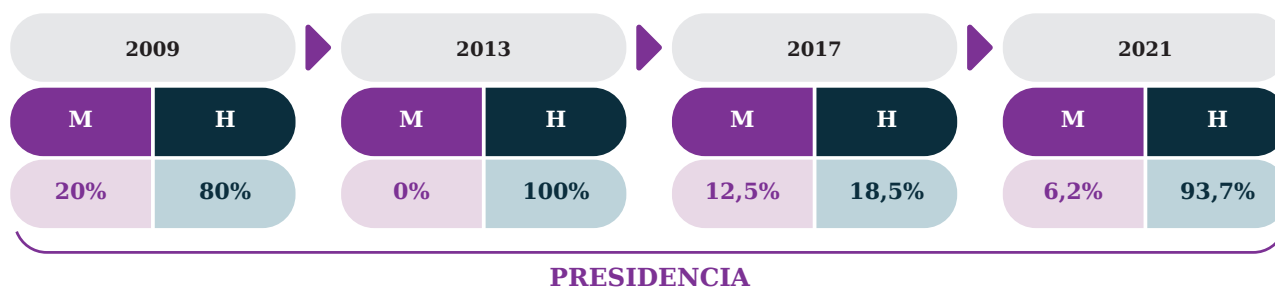 2009 2013 2017 2021
M H M H M H M H
20% 80% 0% 100% 12,5% 18,5% 6,2% 93,7%
PRESIDENCIA